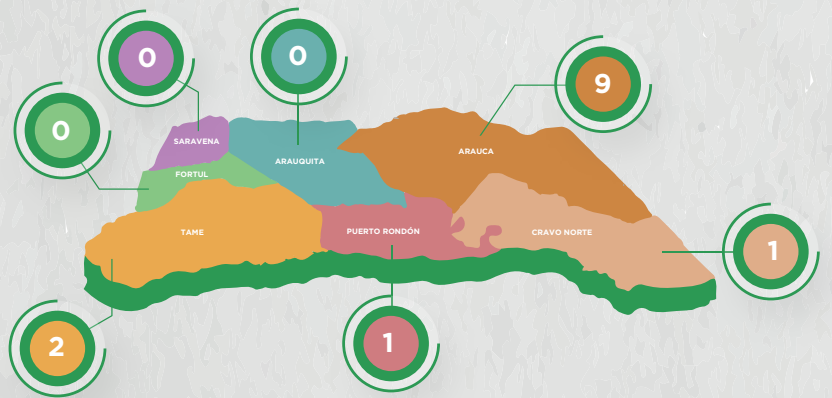 0
0
9
0
SARAVENA
ARAUQUITA
ARAUCA
FORTUL
TAME
PUERTO RONDÓN
CRAVO NORTE
1
2
1